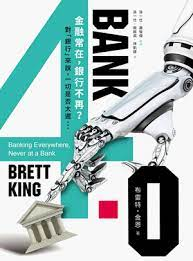 BANK
4.0
金融常在，銀行不再？
對「銀行」來說，一切是否太遲…
Banking Everywhere,
Never at a Bank
BRETT
KING
布雷特・金恩
著